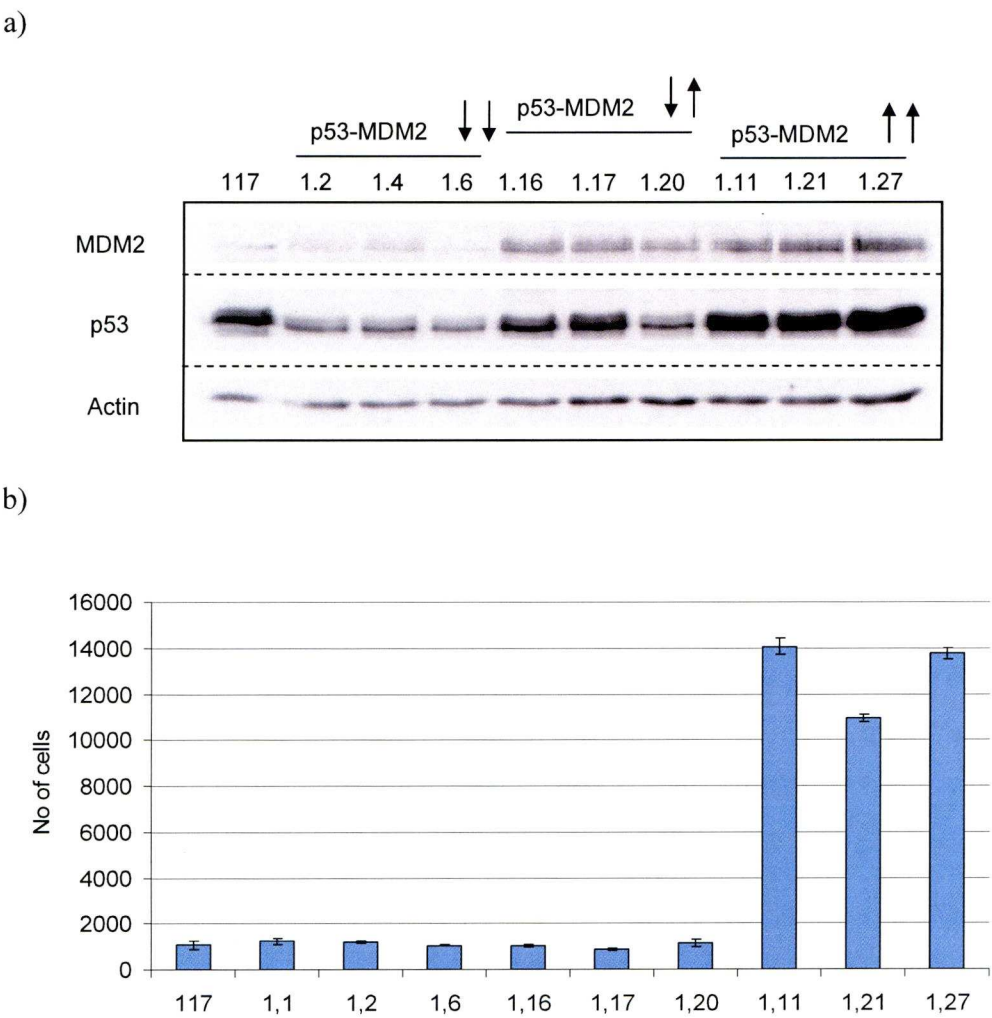 a)
p53-MDM2 ↓↓ p53-MDM2 ↓↑ p53-MDM2 ↑↑
117 1.2 1.4 1.6 1.16 1.17 1.20 1.11 1.21 1.27
MDM2
p53
Actin
b)
16000
14000
12000
10000
8000
6000
4000
2000
0
No of cells
117 1,1 1,2 1,6 1,16 1,17 1,20 1,11 1,21 1,27